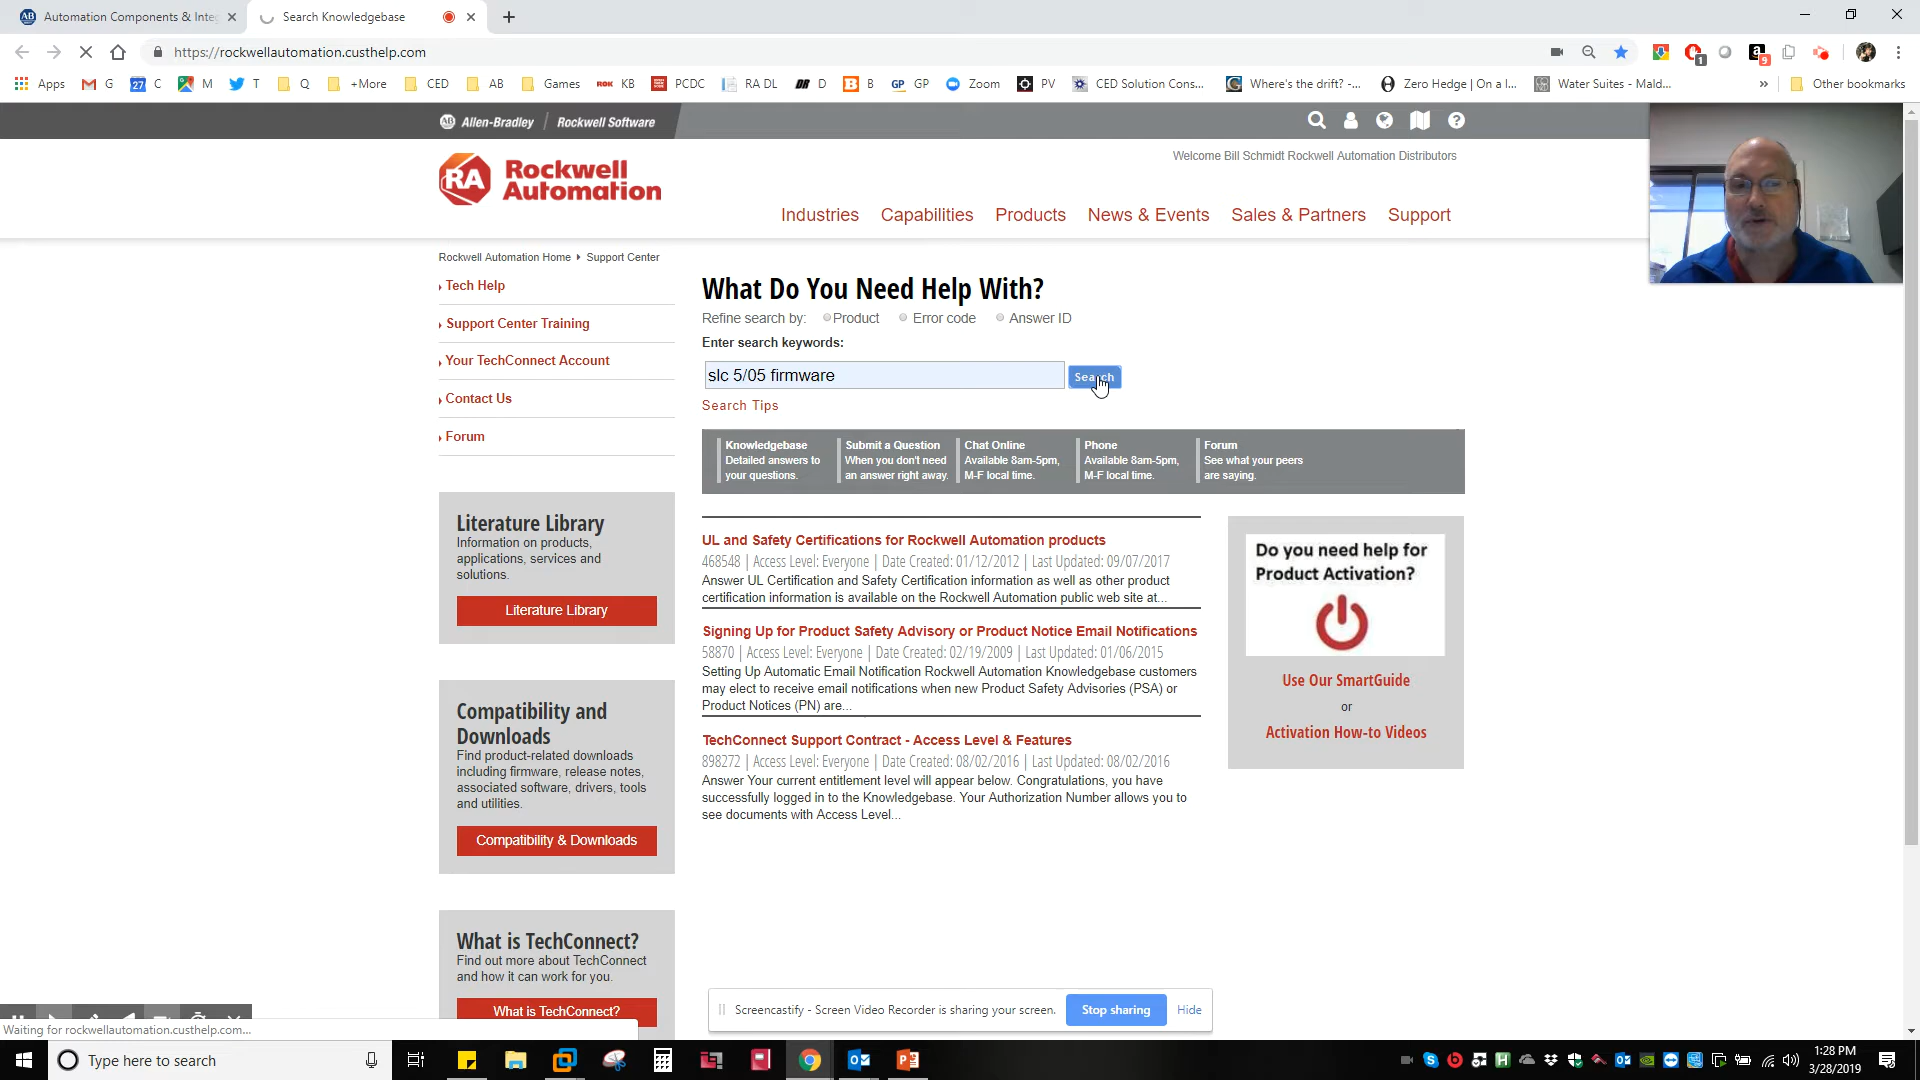 Automation Components & Inte
Search Knowledgebase
https://rockwellautomation.custhelp.com
Apps
G
27
C
M
T
Q
+More
CED
AB
Games
ROK
KB
PCDC
RA DL
DR
D
B
GP
GP
Zoom
PV
CED Solution Cons...
Where's the drift? -...
Zero Hedge | On a l...
Water Suites - Mald...
»
Other bookmarks
Allen-Bradley
Rockwell Software
Welcome Bill Schmidt Rockwell Automation Distributors
RA
Rockwell
Automation
Industries
Capabilities
Products
News & Events
Sales & Partners
Support
Rockwell Automation Home
Support Center
Tech Help
Support Center Training
Your TechConnect Account
Contact Us
Forum
What Do You Need Help With?
Refine search by:
Product
Error code
Answer ID
Enter search keywords:
slc 5/05 firmware
Search
Search Tips
Knowledgebase
Detailed answers to
your questions.
Submit a Question
When you don't need
an answer right away.
Chat Online
Available 8am-5pm,
M-F local time.
Phone
Available 8am-5pm,
M-F local time.
Forum
See what your peers
are saying.
Literature Library
Information on products,
applications, services and
solutions.
Literature Library
UL and Safety Certifications for Rockwell Automation products
468548 | Access Level: Everyone | Date Created: 01/12/2012 | Last Updated: 09/07/2017
Answer UL Certification and Safety Certification information as well as other product
certification information is available on the Rockwell Automation public web site at...
Signing Up for Product Safety Advisory or Product Notice Email Notifications
58870 | Access Level: Everyone | Date Created: 02/19/2009 | Last Updated: 01/06/2015
Setting Up Automatic Email Notification Rockwell Automation Knowledgebase customers
may elect to receive email notifications when new Product Safety Advisories (PSA) or
Product Notices (PN) are...
TechConnect Support Contract - Access Level & Features
898272 | Access Level: Everyone | Date Created: 08/02/2016 | Last Updated: 08/02/2016
Answer Your current entitlement level will appear below. Congratulations, you have
successfully logged in to the Knowledgebase. Your Authorization Number allows you to
see documents with Access Level...
Do you need help for
Product Activation?
Use Our SmartGuide
or
Activation How-to Videos
Compatibility and
Downloads
Find product-related downloads
including firmware, release notes,
associated software, drivers, tools
and utilities.
Compatibility & Downloads
What is TechConnect?
Find out more about TechConnect
and how it can work for you.
What is TechConnect?
Screencastify - Screen Video Recorder is sharing your screen.
Stop sharing
Hide
Waiting for rockwellautomation.custhelp.com...
Type here to search
1:28 PM
3/28/2019